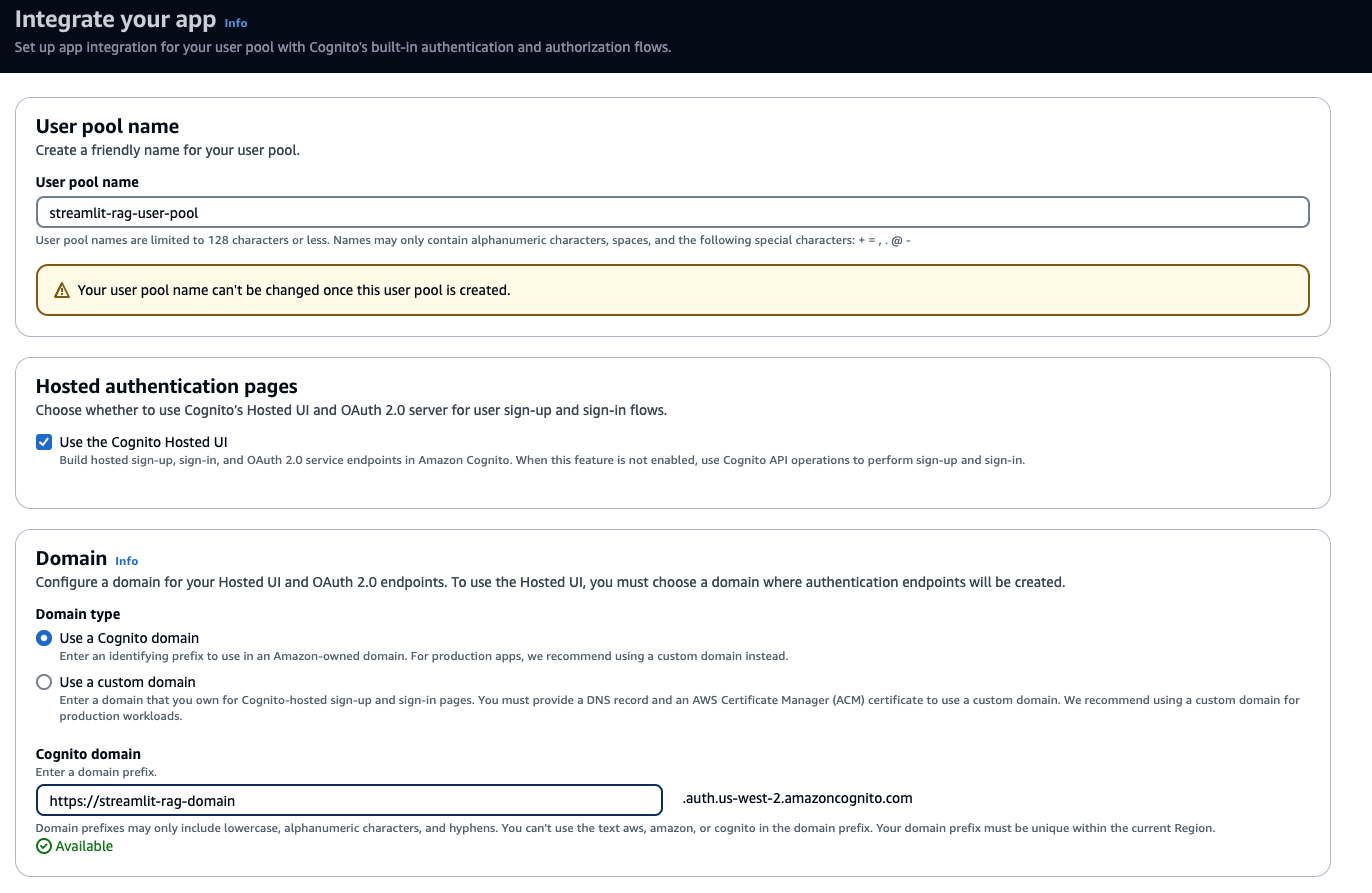 Integrate your app Info
Set up app integration for your user pool with Cognito's built-in authentication and authorization flows.
User pool name
Create a friendly name for your user pool.
User pool name
streamlit-rag-user-pool
User pool names are limited to 128 characters or less. Names may only contain alphanumeric characters, spaces, and the following special characters: + = , . @ -
Your user pool name can't be changed once this user pool is created.
Hosted authentication pages
Choose whether to use Cognito's Hosted UI and OAuth 2.0 server for user sign-up and sign-in flows.
Use the Cognito Hosted UI
Build hosted sign-up, sign-in, and OAuth 2.0 service endpoints in Amazon Cognito. When this feature is not enabled, use Cognito API operations to perform sign-up and sign-in.
Domain Info
Configure a domain for your Hosted UI and OAuth 2.0 endpoints. To use the Hosted UI, you must choose a domain where authentication endpoints will be created.
Domain type
Use a Cognito domain
Enter an identifying prefix to use in an Amazon-owned domain. For production apps, we recommend using a custom domain instead.
Use a custom domain
Enter a domain that you own for Cognito-hosted sign-up and sign-in pages. You must provide a DNS record and an AWS Certificate Manager (ACM) certificate to use a custom domain. We recommend using a custom domain for
production workloads.
Cognito domain
Enter a domain prefix.
https://streamlit-rag-domain .auth.us-west-2.amazoncognito.com
Domain prefixes may only include lowercase, alphanumeric characters, and hyphens. You can't use the text aws, amazon, or cognito in the domain prefix. Your domain prefix must be unique within the current Region.
Available